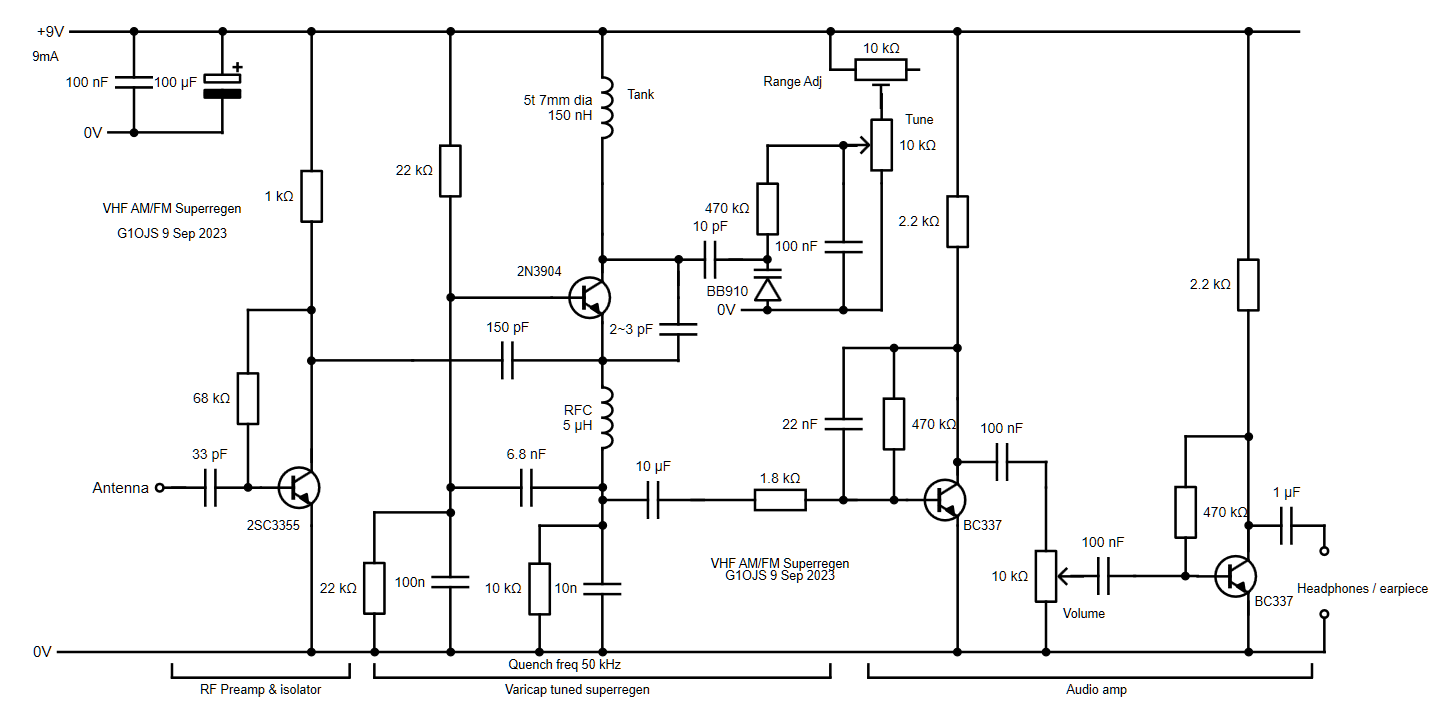 +9V
9mA
100 nF
100 µF
+
0V
VHF AM/FM Superregen
G1OJS 9 Sep 2023
1 kΩ
68 kΩ
33 pF
Antenna
2SC3355
22 kΩ
5t 7mm dia
150 nH
Tank
2N3904
150 pF
2~3 pF
RFC
5 µH
6.8 nF
10 µF
22 kΩ
100n
10 kΩ
10n
10 kΩ
Range Adj
Tune
10 kΩ
470 kΩ
10 pF
100 nF
BB910
0V
2.2 kΩ
22 nF
470 kΩ
1.8 kΩ
100 nF
BC337
VHF AM/FM Superregen
G1OJS 9 Sep 2023
10 kΩ
Volume
100 nF
2.2 kΩ
470 kΩ
1 µF
BC337
Headphones / earpiece
0V
Quench freq 50 kHz
RF Preamp & isolator
Varicap tuned superregen
Audio amp